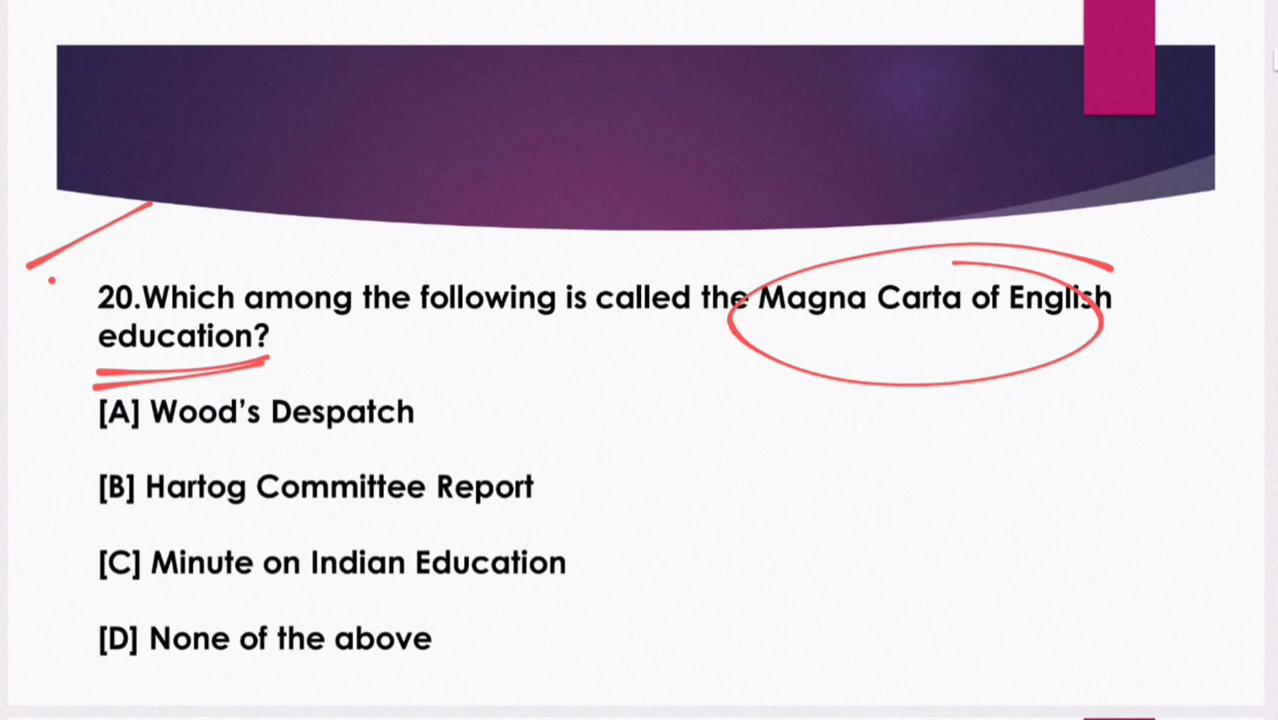 20.Which among the following is called the Magna Carta of English
education?
[A] Wood’s Despatch
[B] Hartog Committee Report
[C] Minute on Indian Education
[D] None of the above